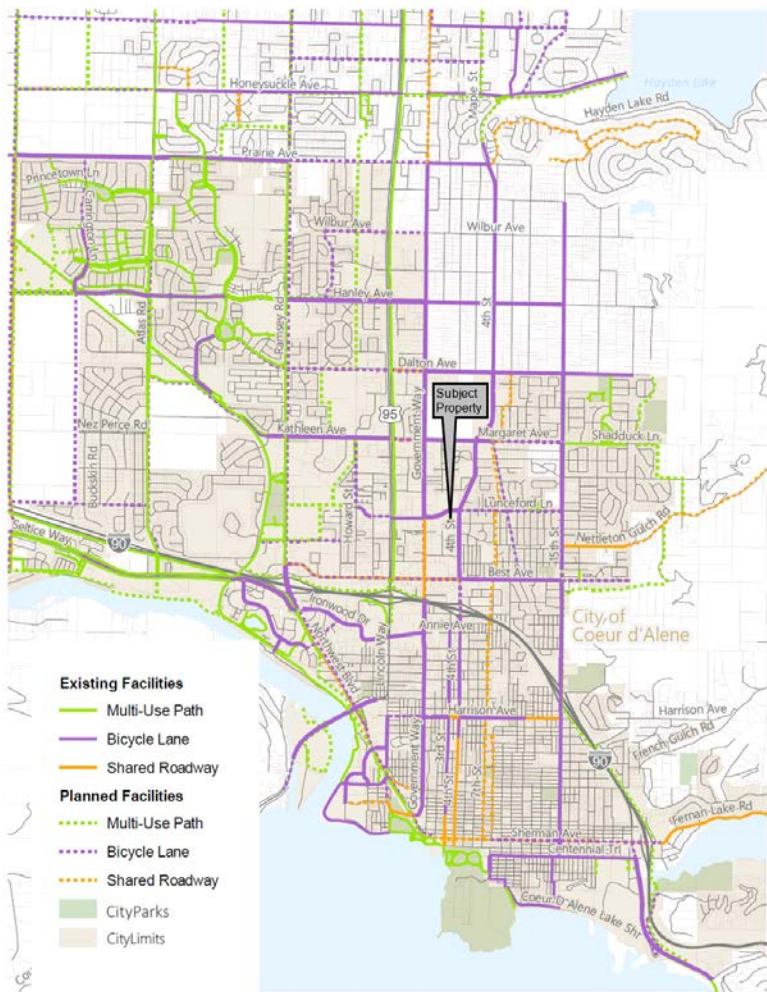 Honeysuckle Ave
Maple St
Hayden Lake
Hayden Lake Rd
Prairie Ave
Princetown Ln
Carrington Ln
Wilbur Ave
Wilbur Ave
Hanley Ave
Atlas Rd
Ramsey Rd
4th St
Dalton Ave
Subject
Property
95
Government Way
Nez Perce Rd
Kathleen Ave
Margaret Ave
Shadduck Ln
Buckskin Rd
Howard St
Lunceford Ln
4th St
15th St
Nettleton Gulch Rd
Seltice Way
90
Best Ave
Ironwood Dr
Northwest Blvd
Lincoln Way
Annie Ave
City of
Coeur d'Alene
4th St
Existing Facilities
Multi-Use Path
Bicycle Lane
Shared Roadway
Planned Facilities
Multi-Use Path
Bicycle Lane
Shared Roadway
CityParks
CityLimits
Harrison Ave
Harrison Ave
French Gulch Rd
Government Way
3rd St
4th St
7th St
90
Fernan Lake Rd
Sherman Ave
Centennial Trl
Coeur D'Alene Lake Shr